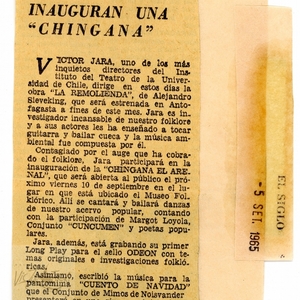 INAUGURAN UNA
"CHINGANA"
VICTOR JARA, uno de los más
inquietos directores del Ins-
tituto del Teatro de la Univer-
sidad de Chile, dirige en estos días la
obra "LA REMOLIENDA", de Alejandro
Sieveking, que será estrenada en Anto-
fagasta a fines de este mes. Jara es in-
vestigador incansable de nuestro folklore
y a sus actores les ha enseñado a tocar
guitarra y bailar cueca y la música am-
biental fue compuesta por él.
Contagiado por el auge que ha cobra-
do el folklore, Jara participará en la
inauguración de la "CHINGANA EL ARE-
NAL", que será abierta al público el pró-
ximo viernes 10 de septiembre en el lu-
gar en que está ubicado el Museo Fol-
klórico. Allí se cantará y bailará danzas
de nuestro acervo popular, contando
con la participación de Margot Loyola,
Conjunto "CUNCUMEN" y poetas popu-
lares.
Jara, además, está grabando su primer
Long Play para el sello ODEON con te-
mas originales e investigaciones folkló-
ricas.
Asimismo, escribió la música para la
pantomima "CUENTO DE NAVIDAD"
que el Conjunto de Mimos de Noisvander
EL SIGLO
- 5 SET. 1965